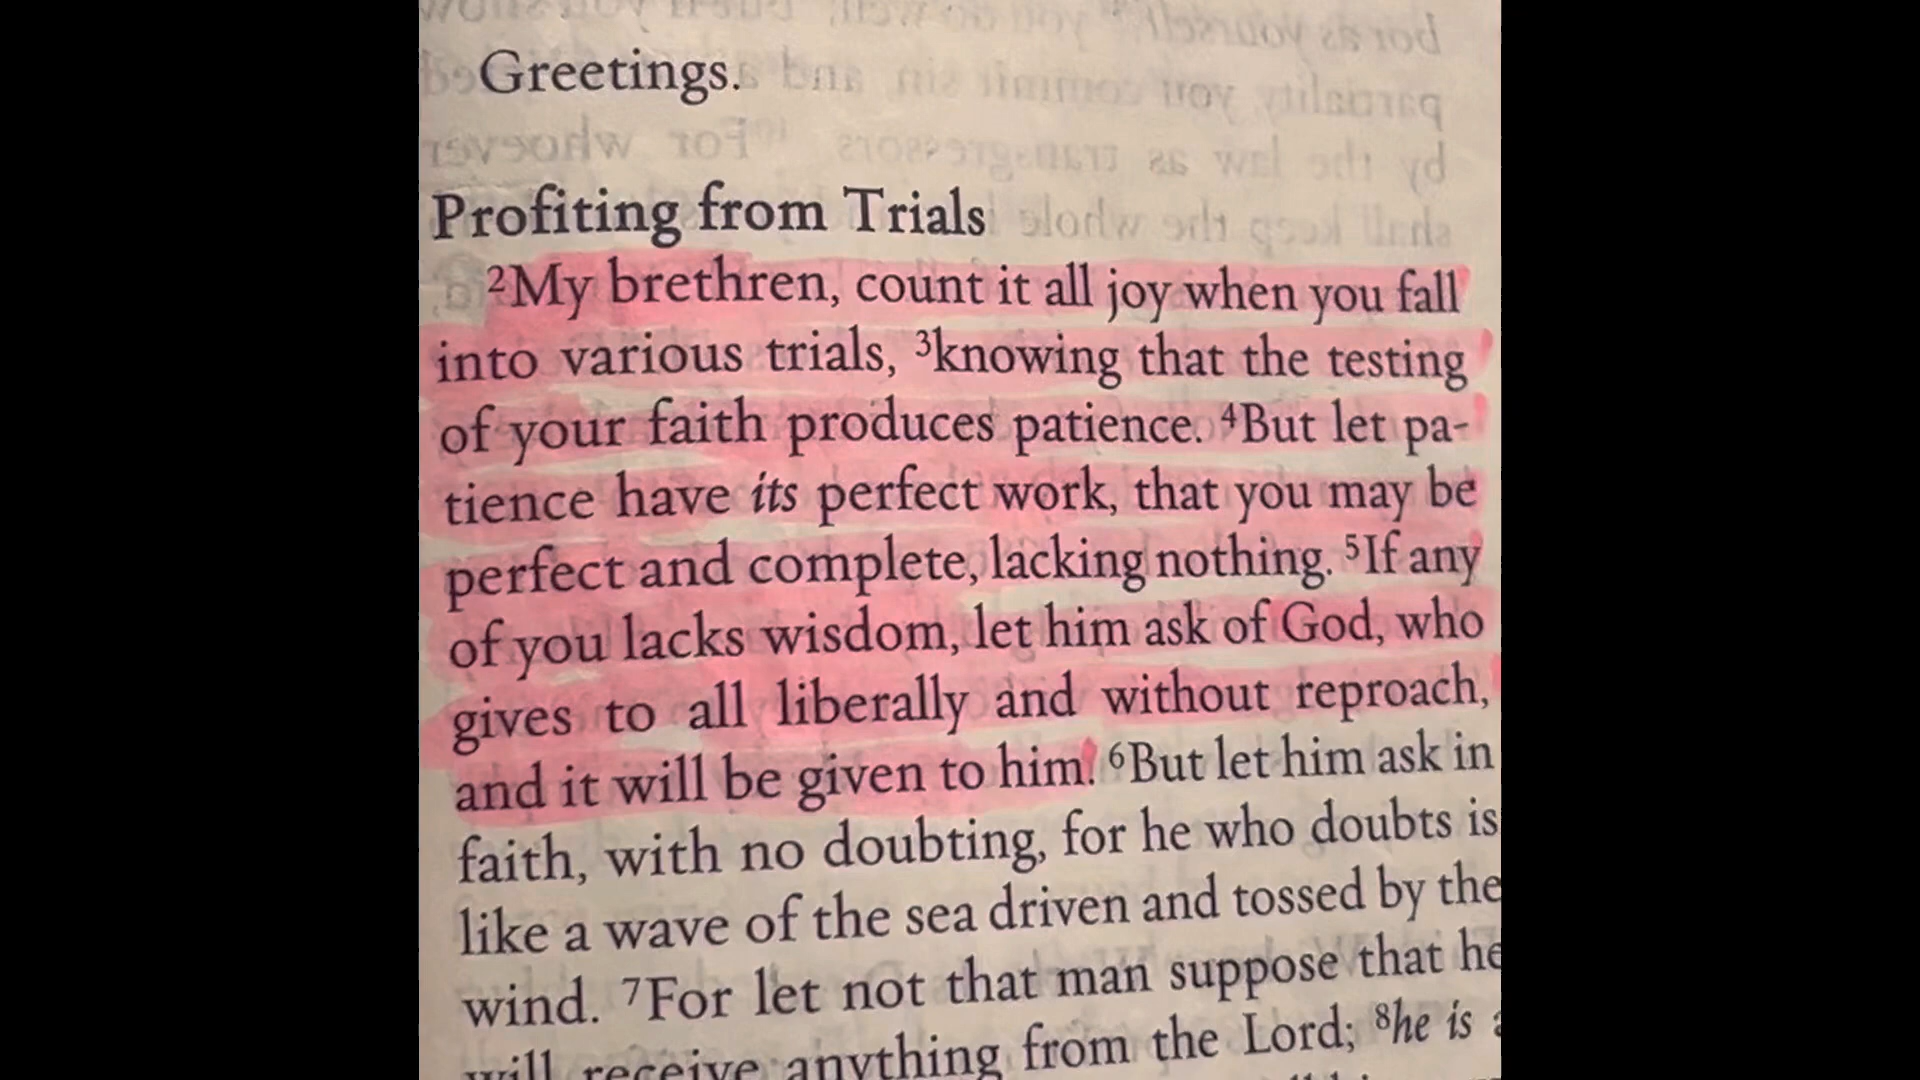 Greetings.
Profiting from Trials
²My brethren, count it all joy when you fall
into various trials, ³knowing that the testing
of your faith produces patience. ⁴But let pa-
tience have its perfect work, that you may be
perfect and complete, lacking nothing. ⁵If any
of you lacks wisdom, let him ask of God, who
gives to all liberally and without reproach,
and it will be given to him. ⁶But let him ask in
faith, with no doubting, for he who doubts is
like a wave of the sea driven and tossed by the
wind. ⁷For let not that man suppose that he
will receive anything from the Lord; ⁸he is